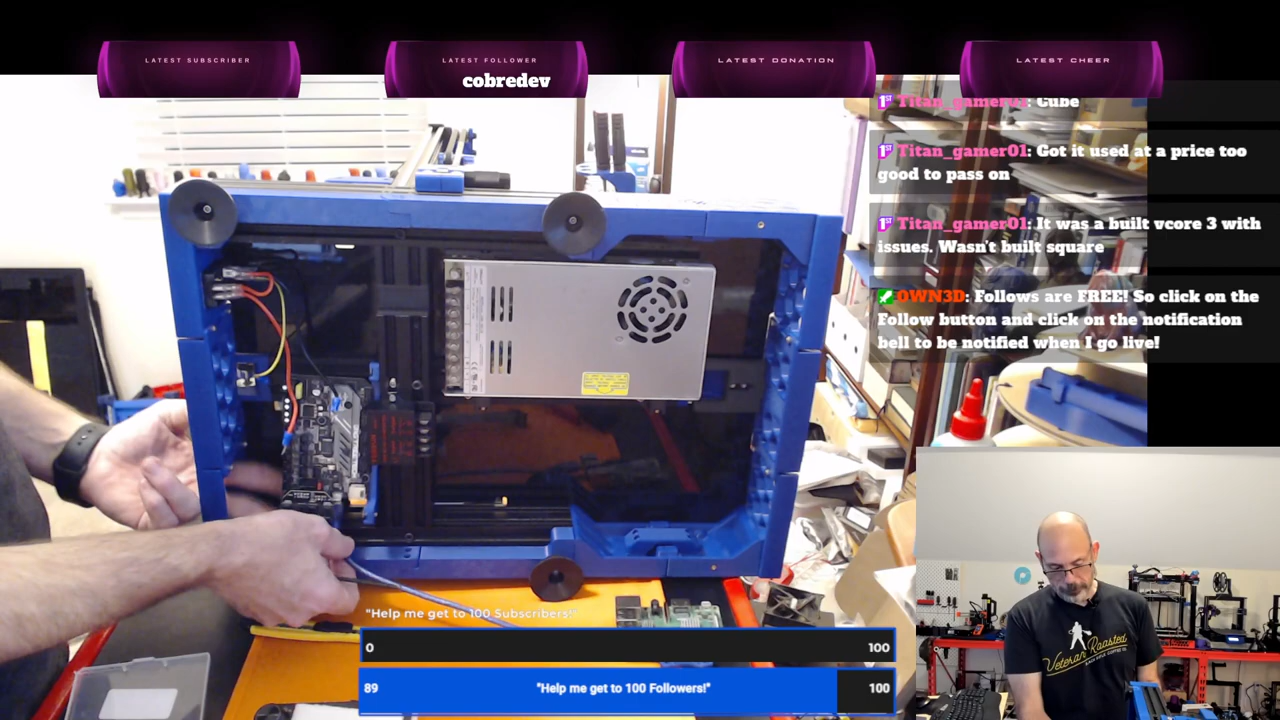 LATEST SUBSCRIBER
LATEST FOLLOWER
cobredev
LATEST DONATION
LATEST CHEER
Titan_gamer01: Cube
Titan_gamer01: Got it used at a price too
good to pass on
Titan_gamer01: It was a built vcore 3 with
issues. Wasn't built square
OWN3D: Follows are FREE! So click on the
Follow button and click on the notification
bell to be notified when I go live!
"Help me get to 100 Subscribers!"
0
100
89
"Help me get to 100 Followers!"
100
Veteran Roasted